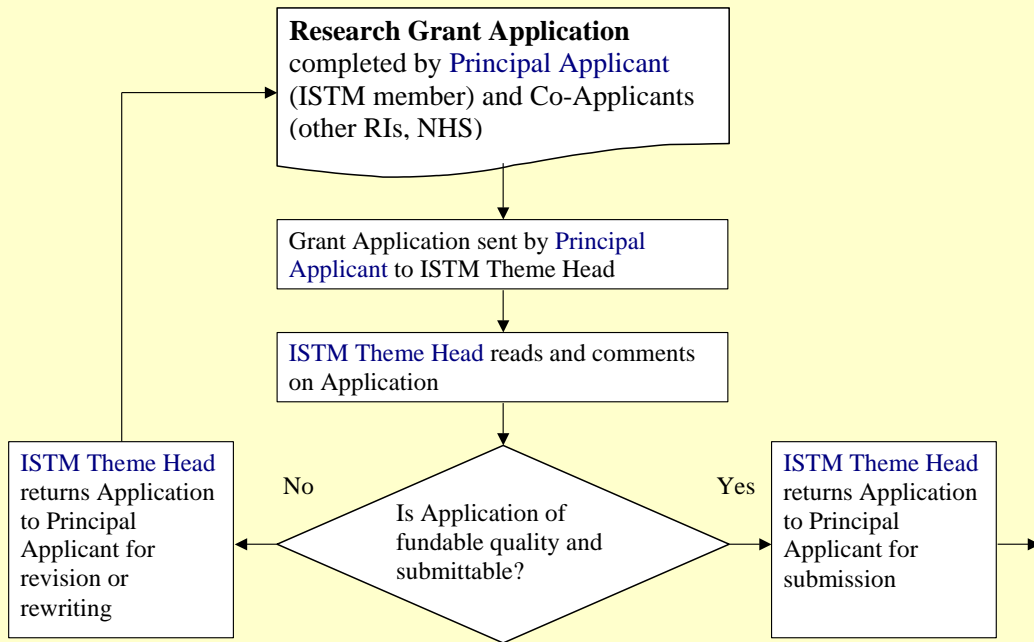 Research Grant Application
completed by Principal Applicant
(ISTM member) and Co-Applicants
(other RIs, NHS)
Grant Application sent by Principal
Applicant to ISTM Theme Head
ISTM Theme Head reads and comments
on Application
ISTM Theme Head
returns Application
to Principal
Applicant for
revision or
rewriting
No
Is Application of
fundable quality and
submittable?
Yes
ISTM Theme Head
returns Application
to Principal
Applicant for
submission